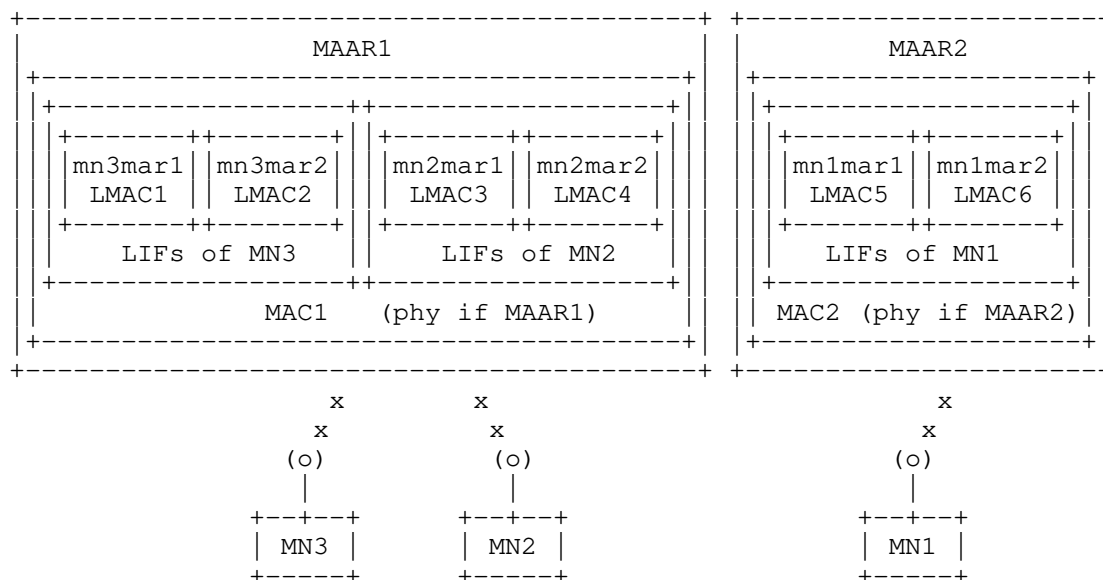 MAAR1 MAAR2
mn3mar1 mn3mar2 mn2mar1 mn2mar2 mn1mar1 mn1mar2
LMAC1 LMAC2 LMAC3 LMAC4 LMAC5 LMAC6
LIFs of MN3 LIFs of MN2 LIFs of MN1
MAC1 (phy if MAAR1) MAC2 (phy if MAAR2)
x x x
x x x
(o) (o) (o)
MN3 MN2 MN1